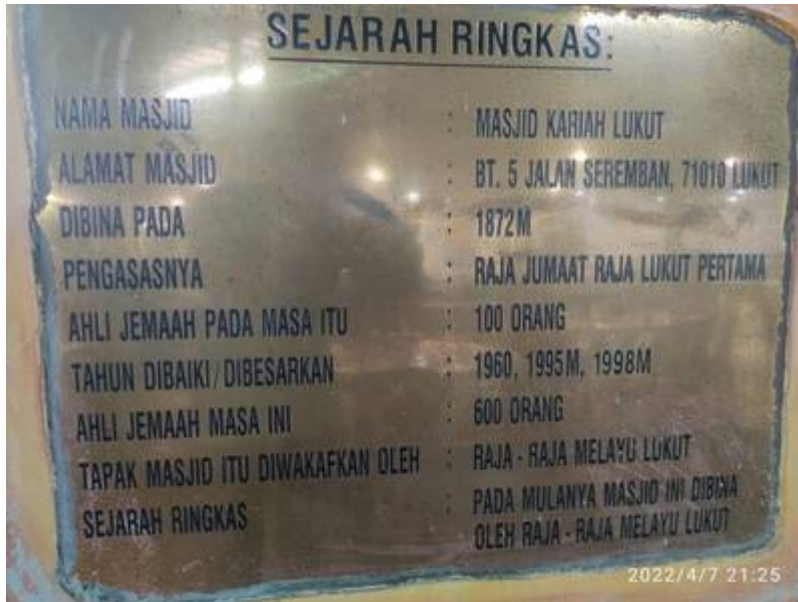 SEJARAH RINGKAS:
NAMA MASJID : MASJID KARIAH LUKUT
ALAMAT MASJID : BT. 5 JALAN SEREMBAN, 71010 LUKUT
DIBINA PADA : 1872M
PENGASASNYA : RAJA JUMAAT RAJA LUKUT PERTAMA
AHLI JEMAAH PADA MASA ITU : 100 ORANG
TAHUN DIBAIKI/DIBESARKAN : 1960, 1995M, 1998M
AHLI JEMAAH MASA INI : 600 ORANG
TAPAK MASJID ITU DIWAKAFKAN OLEH : RAJA - RAJA MELAYU LUKUT
SEJARAH RINGKAS : PADA MULANYA MASJID INI DIBINA
OLEH RAJA - RAJA MELAYU LUKUT
2022/4/7 21:25